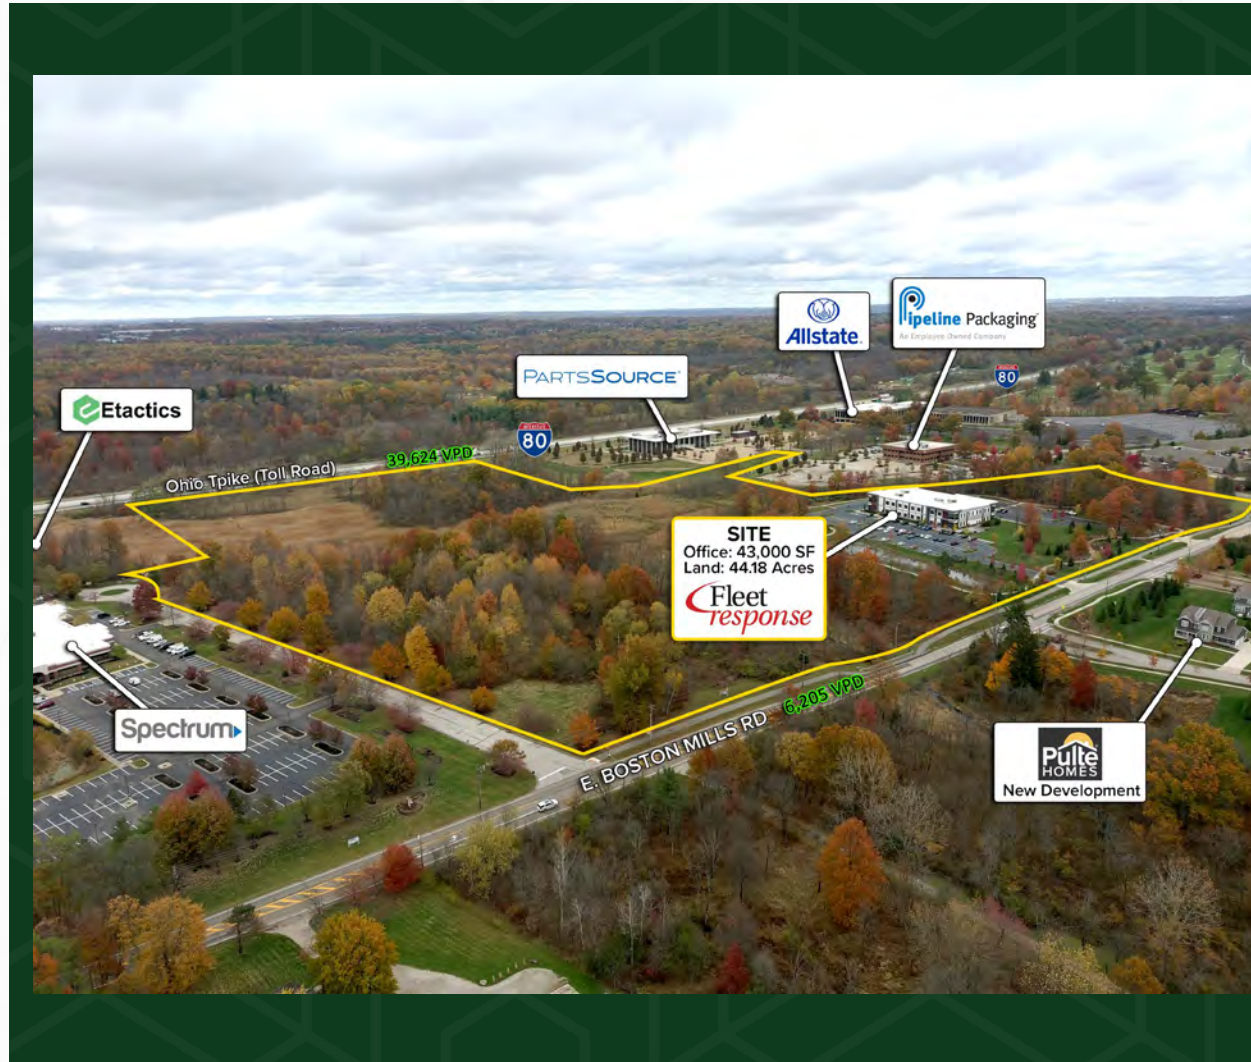 Pipeline Packaging
An Employee Owned Company
Allstate.
PARTSSOURCE
INTERSTATE
80
Etactics
INTERSTATE
80
39,624 VPD
Ohio Tpike (Toll Road)
SITE
Office: 43,000 SF
Land: 44.18 Acres
Fleet
response
Spectrum
6,205 VPD
E. BOSTON MILLS RD
Pulte
HOMES
New Development